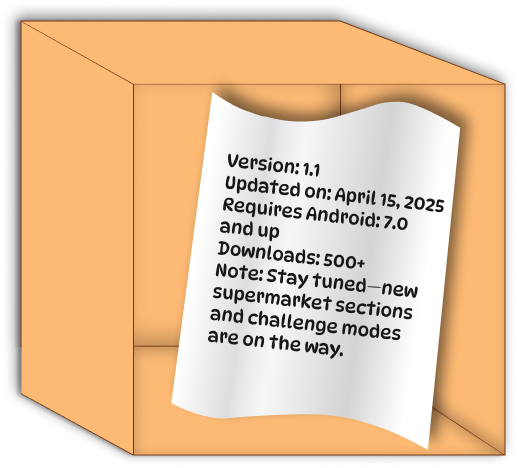 Version: 1.1
Updated on: April 15, 2025
Requires Android: 7.0
and up
Downloads: 500+
Note: Stay tuned—new
supermarket sections
and challenge modes
are on the way.